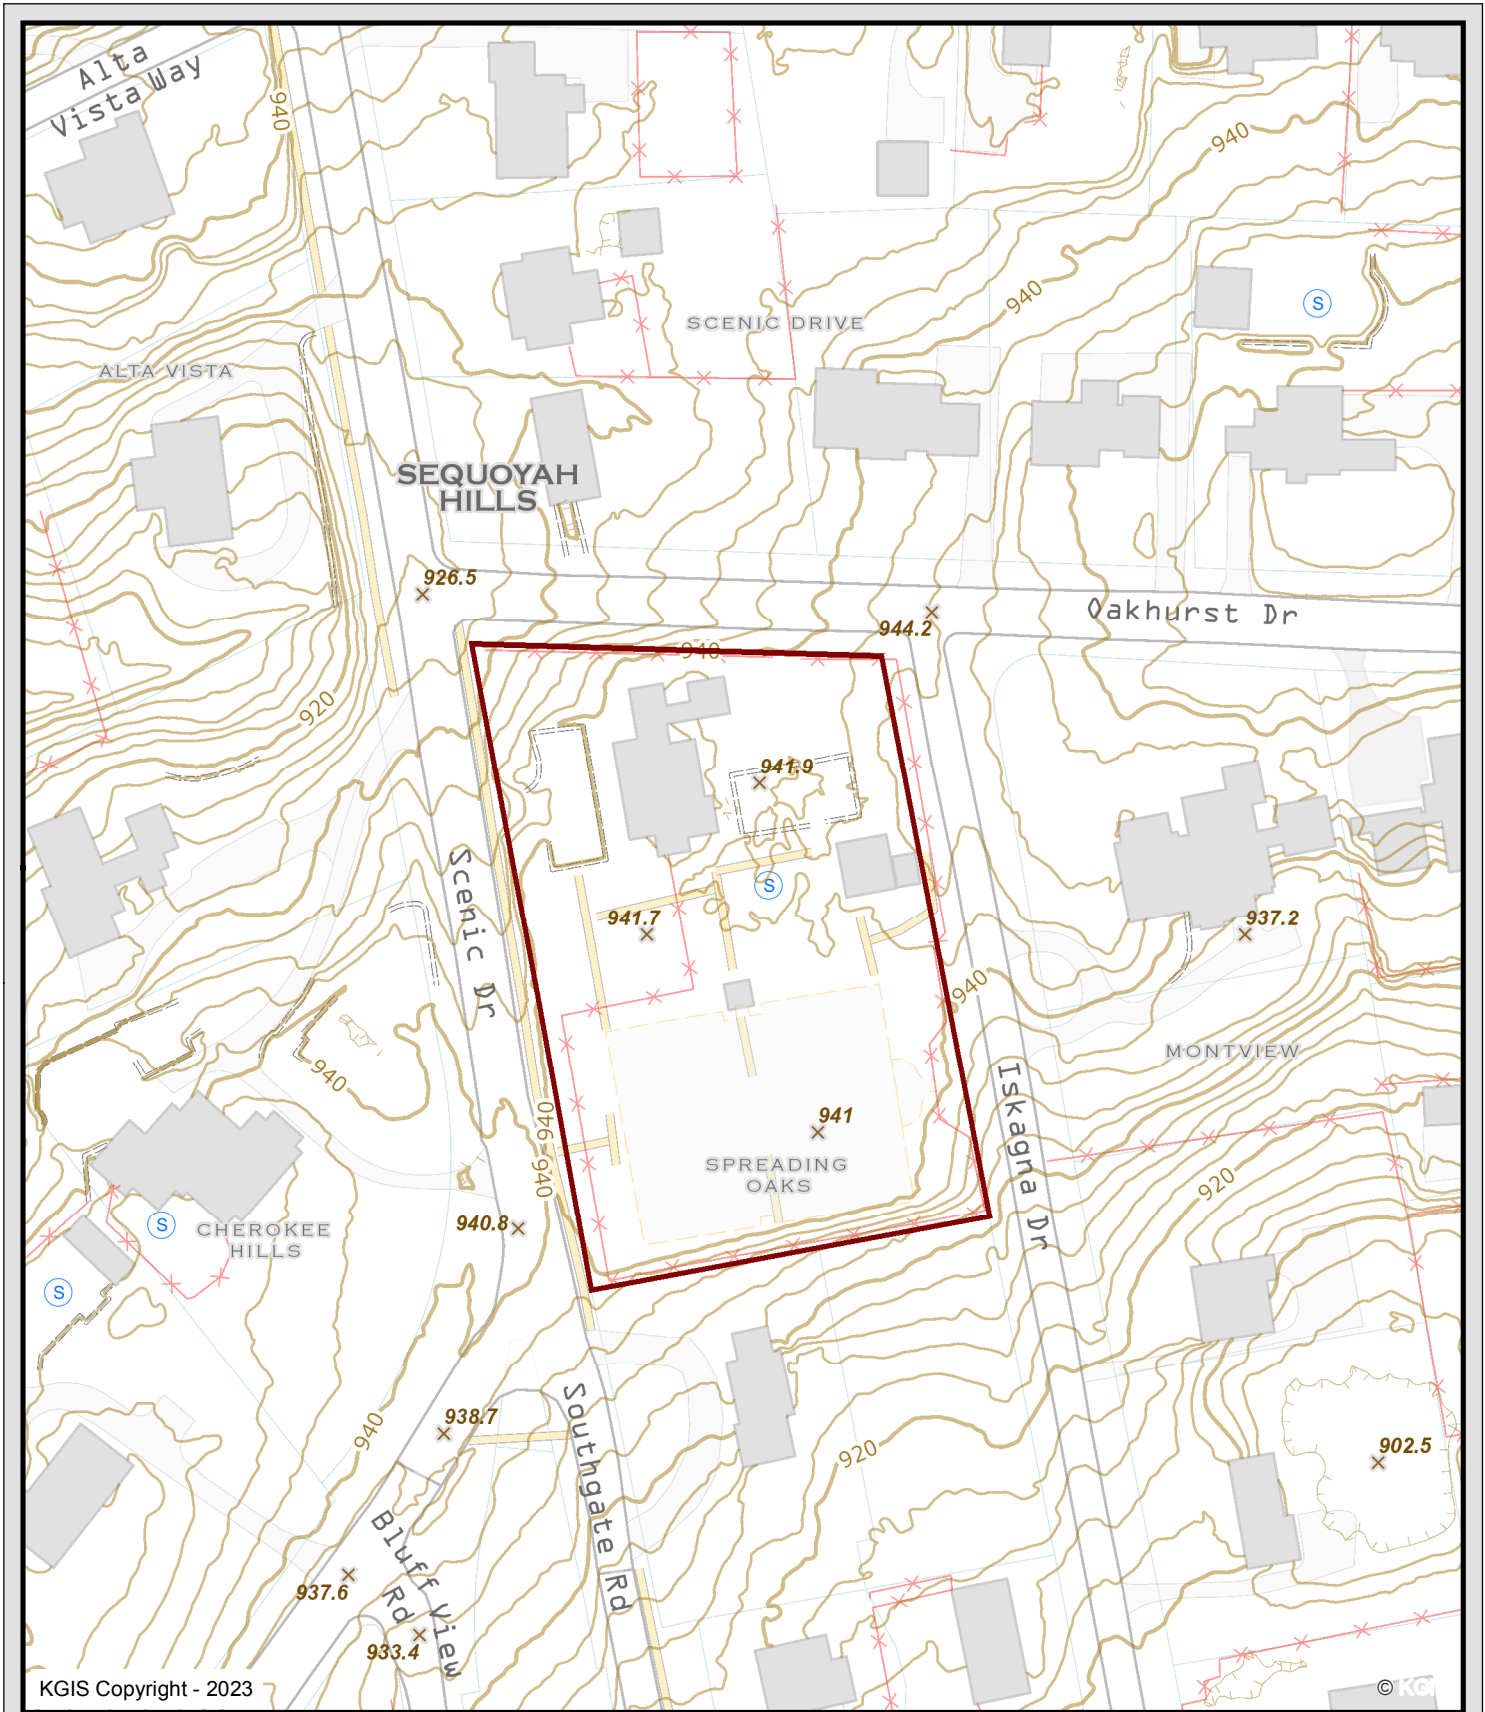 Alta
Vista Way
940
940
940
S
SCENIC DRIVE
ALTA VISTA
SEQUOYAH
HILLS
926.5
944.2
Oakhurst Dr
940
920
941.9
S
Scenic Dr
941.7
937.2
940
940
MONTVIEW
Iskagna Dr
941
940
940
SPREADING
OAKS
920
S
CHEROKEE
HILLS
940.8
S
940
938.7
Southgate Rd
920
902.5
Bluff View
Rd
937.6
933.4
KGIS Copyright - 2023
©